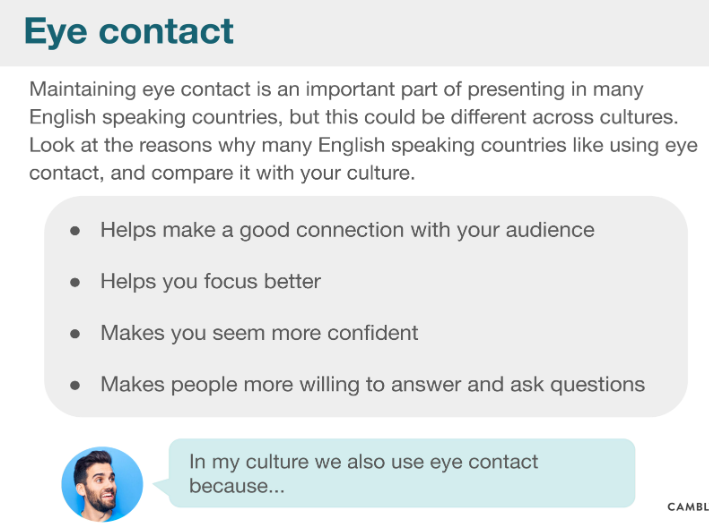 Eye contact
Maintaining eye contact is an important part of presenting in many
English speaking countries, but this could be different across cultures.
Look at the reasons why many English speaking countries like using eye
contact, and compare it with your culture.
● Helps make a good connection with your audience
● Helps you focus better
● Makes you seem more confident
● Makes people more willing to answer and ask questions
In my culture we also use eye contact
because...
CAMBL